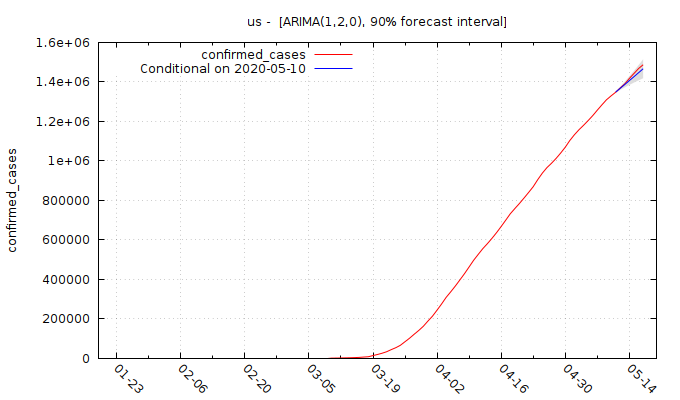 us -  [ARIMA(1,2,0), 90% forecast interval]
1.6e+06
confirmed_cases
Conditional on 2020-05-10
1.4e+06
1.2e+06
1e+06
800000
600000
400000
200000
0
confirmed_cases
01-23
02-06
02-20
03-05
03-19
04-02
04-16
04-30
05-14